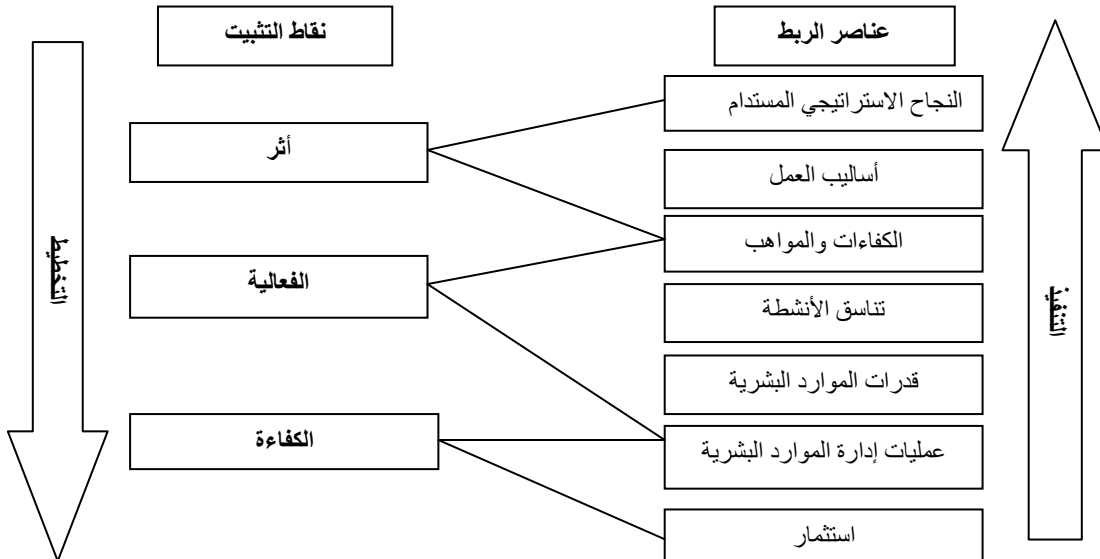 عناصر الربط
نقاط التثبيت
النجاح الاستراتيجي المستدام
أثر
أساليب العمل
الكفاءات والمواهب
الفعالية
تناسق الأنشطة
قدرات الموارد البشرية
الكفاءة
عمليات إدارة الموارد البشرية
استثمار
التنفيذ
التخطيط